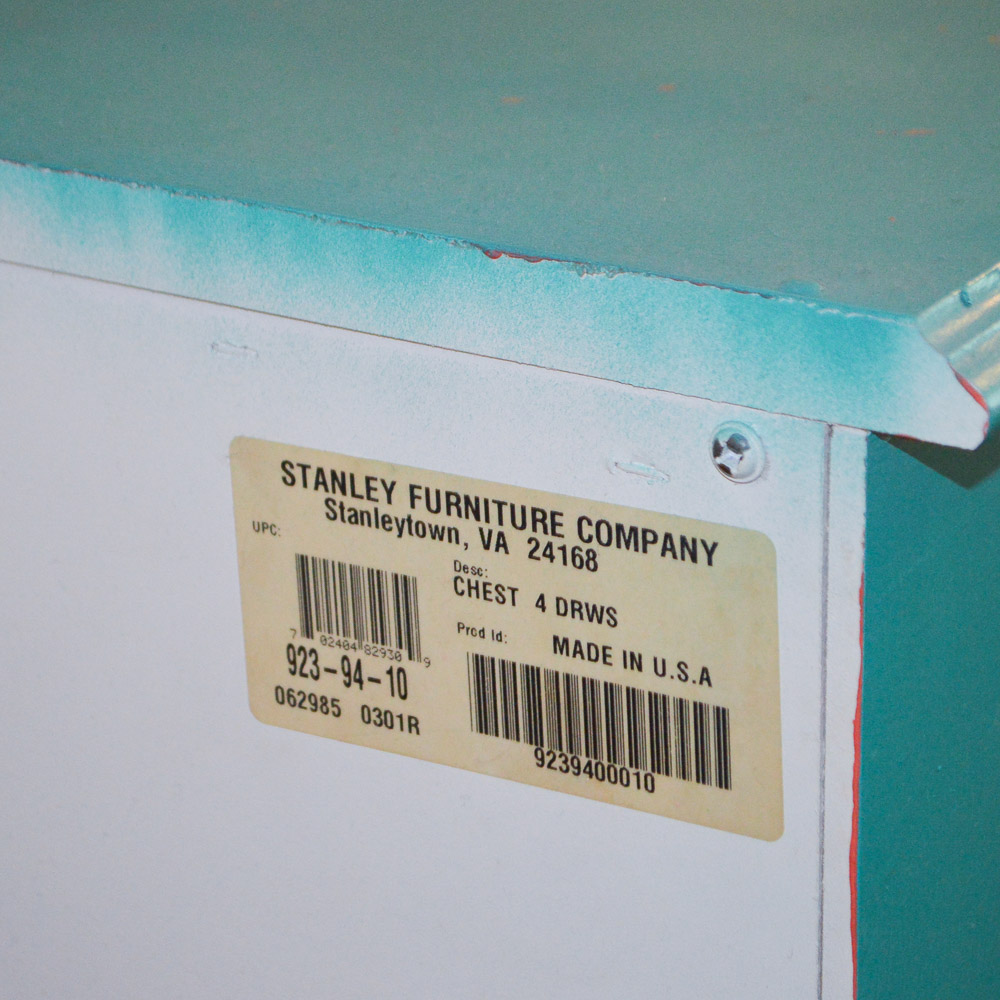 STANLEY FURNITURE COMPANY
Stanleytown, VA 24168
UPC:
7 02404 82930 9
923-94-10
062985 0301R
Desc:
CHEST 4 DRWS
Prod Id:
MADE IN U.S.A
9239400010